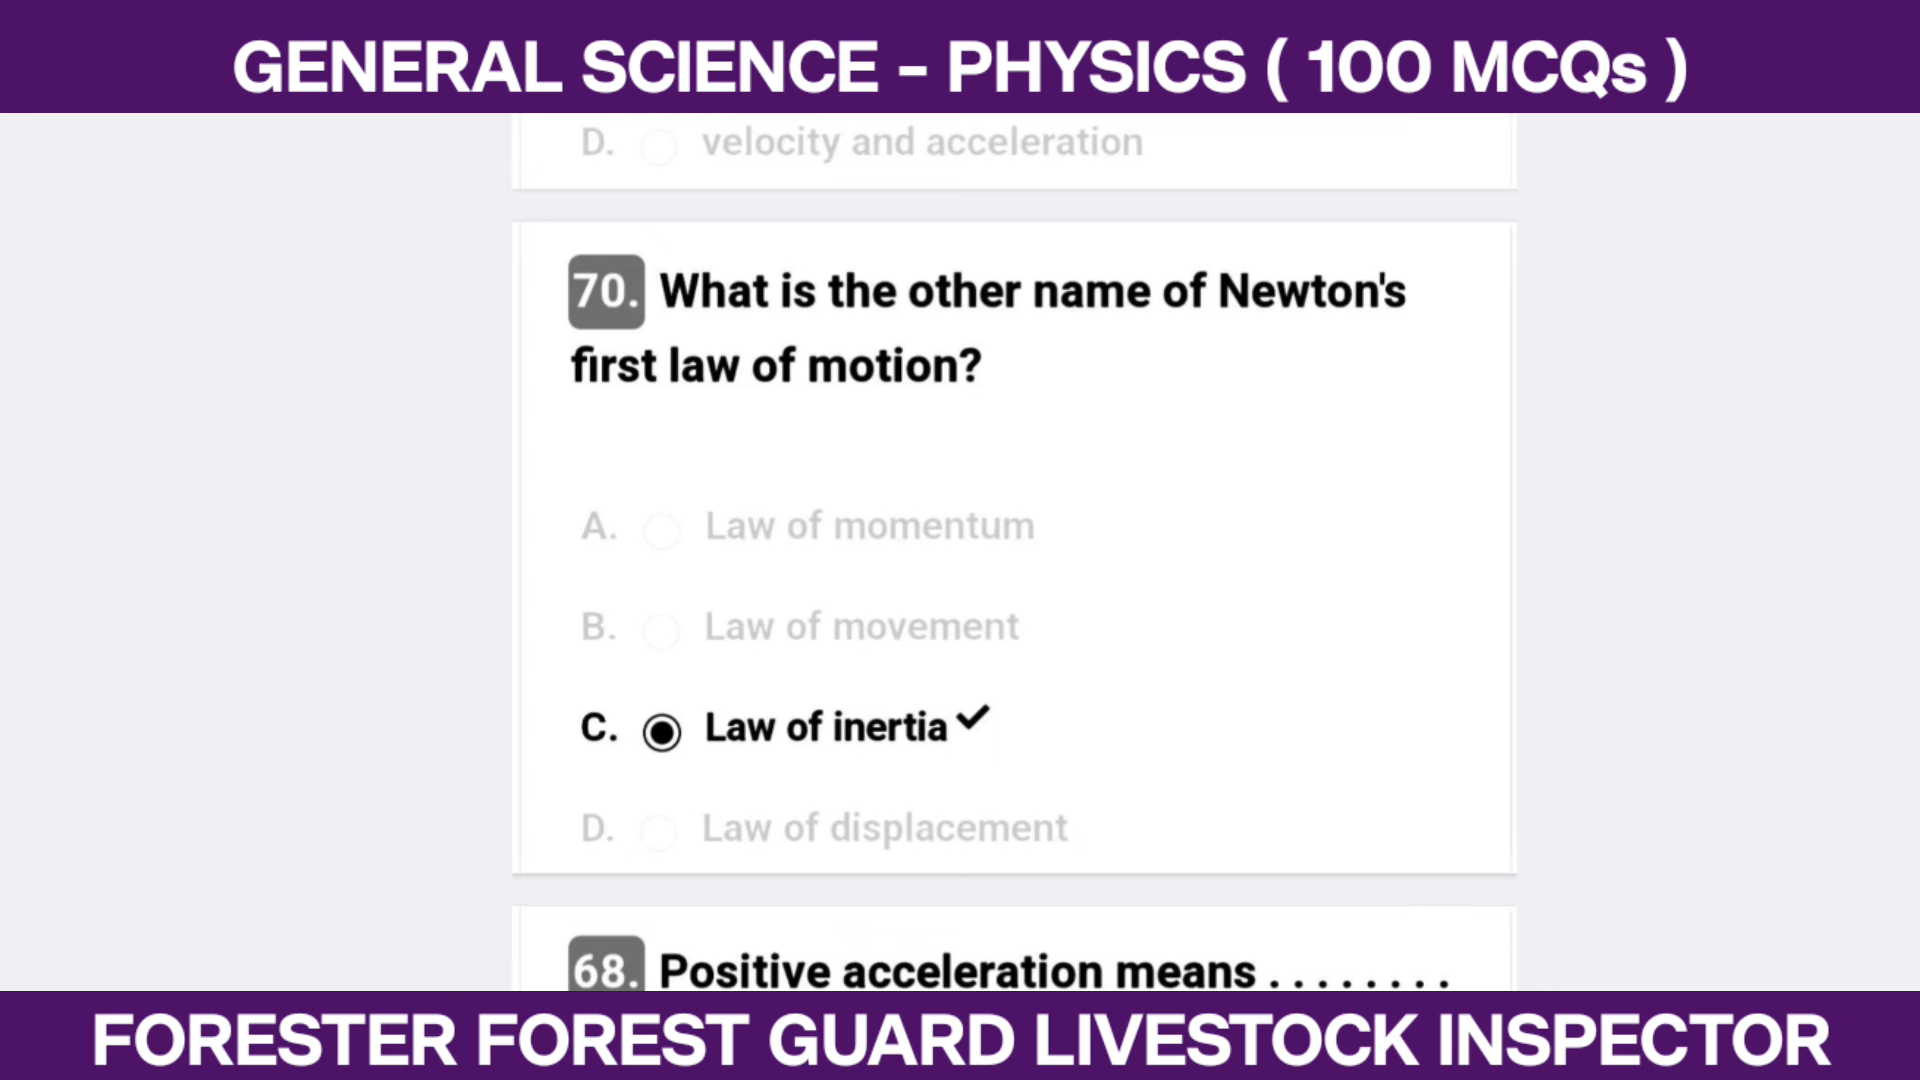 GENERAL SCIENCE - PHYSICS ( 100 MCQs )
D. velocity and acceleration
70. What is the other name of Newton's
first law of motion?
A. Law of momentum
B. Law of movement
C. Law of inertia
D. Law of displacement
68. Positive acceleration means . . . . . . . .
FORESTER FOREST GUARD LIVESTOCK INSPECTOR